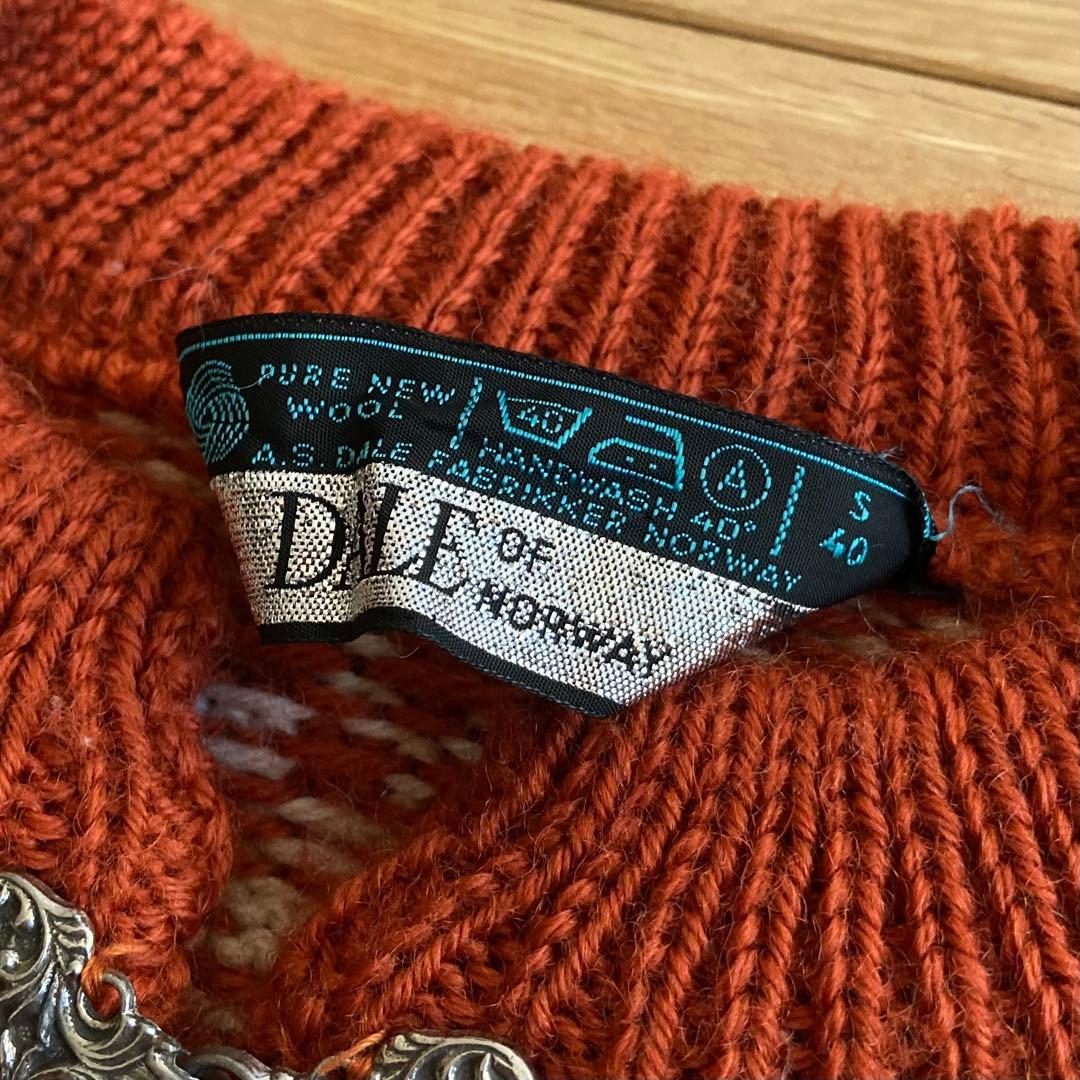 PURE NEW
WOOL
40
HANDWASH 40°
A
S
40
A.S. DALE FABRIKKER NORWAY
DALE OF
NORWAY